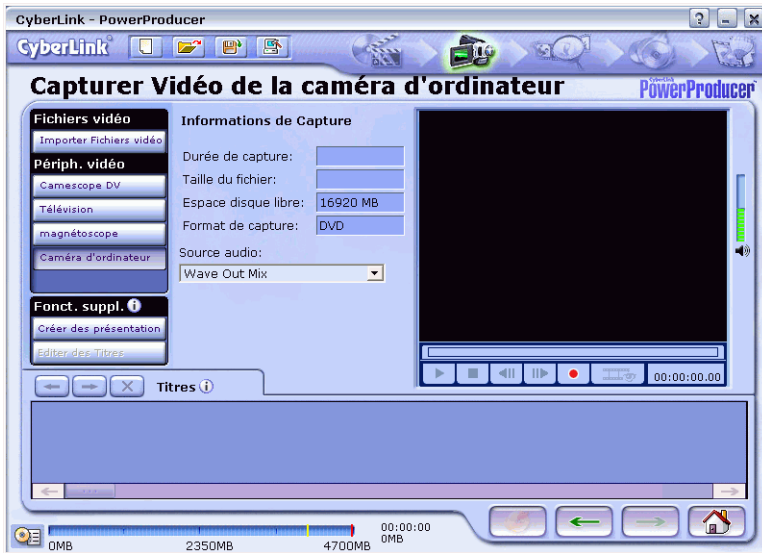 CyberLink - PowerProducer
CyberLink
Capturer Vidéo de la caméra d'ordinateur
CyberLink
PowerProducer
Fichiers vidéo
Importer Fichiers vidéo
Périph. vidéo
Camescope DV
Télévision
magnétoscope
Caméra d'ordinateur
Fonct. suppl.
Créer des présentation
Editer des Titres
Informations de Capture
Durée de capture:
Taille du fichier:
Espace disque libre: 16920 MB
Format de capture: DVD
Source audio:
Wave Out Mix
00:00:00.00
Titres
00:00:00
0MB
0MB 2350MB 4700MB